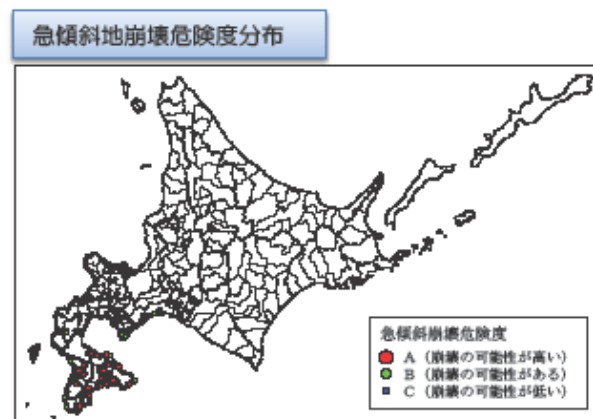 急傾斜地崩壊危険度分布
急傾斜崩壊危険度
A (崩壊の可能性が高い)
B (崩壊の可能性がある)
C (崩壊の可能性が低い)